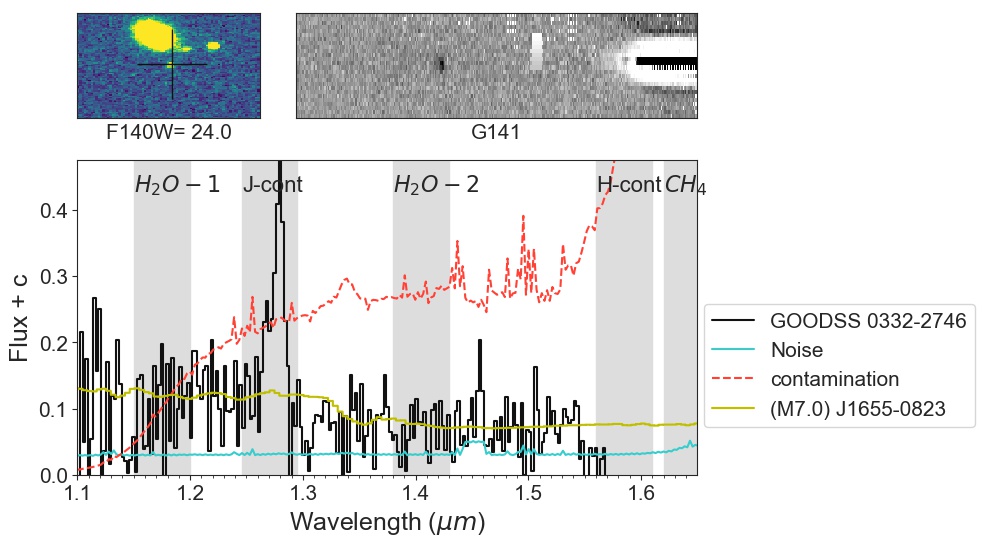 F140W= 24.0
G141
H₂O − 1
J-cont
H₂O − 2
H-cont
CH₄
0.4
0.3
0.2
0.1
0.0
Flux + c
1.1
1.2
1.3
1.4
1.5
1.6
Wavelength (μm)
GOODSS 0332-2746
Noise
contamination
(M7.0) J1655-0823